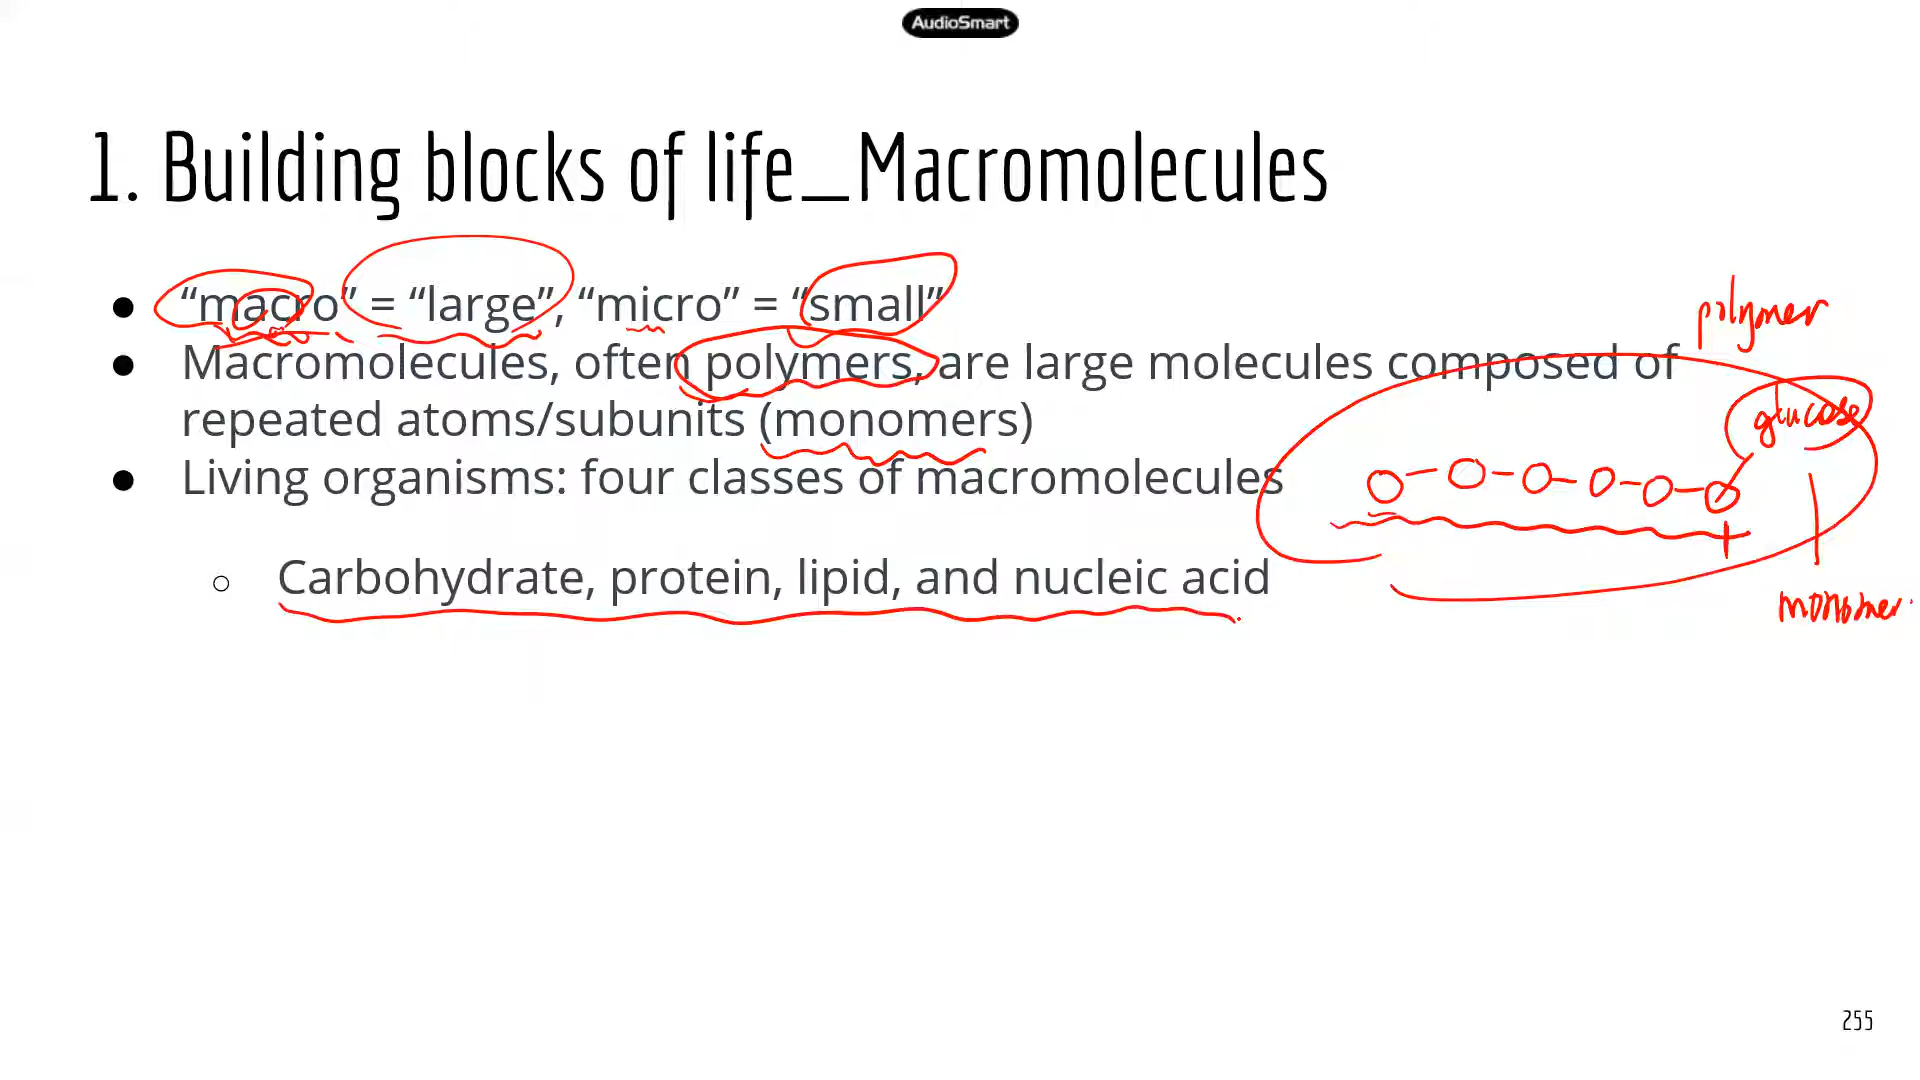 AudioSmart
1. Building blocks of life_Macromolecules
● “macro” = “large”, “micro” = “small”
● Macromolecules, often polymers, are large molecules composed of
repeated atoms/subunits (monomers)
● Living organisms: four classes of macromolecules
○ Carbohydrate, protein, lipid, and nucleic acid
polymer
glucose
monomer
255